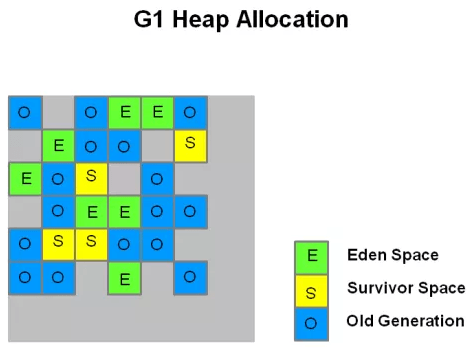 G1 Heap Allocation
O O E E O
E O O S
E O S O
O E E O O
O S S O O
O O E O
E Eden Space
S Survivor Space
O Old Generation